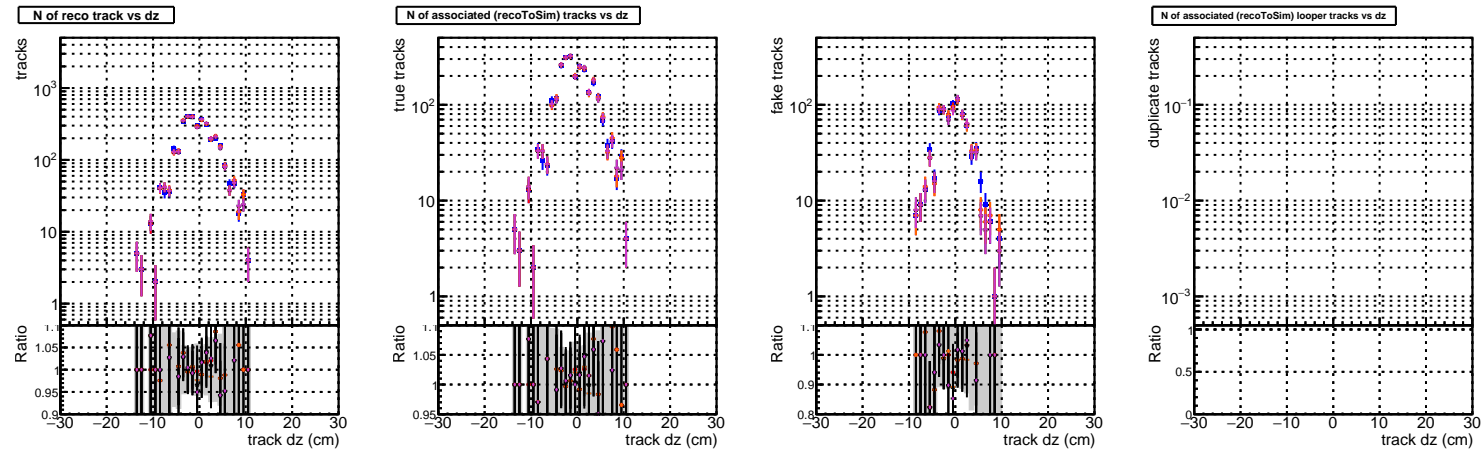 N of reco track vs dz
tracks
10³
10²
10
1
Ratio
1.1
1.05
1
0.95
0.9
−30 −20 −10 0 10 20 30
track dz (cm)
N of associated (recoToSim) tracks vs dz
true tracks
10²
10
1
Ratio
1.1
1.05
1
0.95
−30 −20 −10 0 10 20 30
track dz (cm)
fake tracks
10²
10
1
Ratio
1.1
1
0.9
0.8
−30 −20 −10 0 10 20 30
track dz (cm)
N of associated (recoToSim) looper tracks vs dz
duplicate tracks
10⁻¹
10⁻²
10⁻³
Ratio
1
0.5
0
−30 −20 −10 0 10 20 30
track dz (cm)